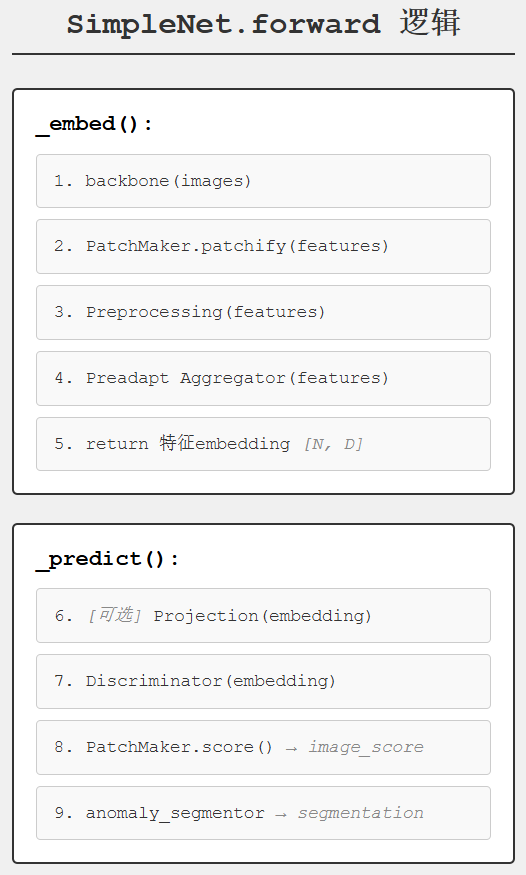 SimpleNet.forward 逻辑
_embed():
1. backbone(images)
2. PatchMaker.patchify(features)
3. Preprocessing(features)
4. Preadapt Aggregator(features)
5. return 特征embedding [N, D]
_predict():
6. [可选] Projection(embedding)
7. Discriminator(embedding)
8. PatchMaker.score() → image_score
9. anomaly_segmentor → segmentation